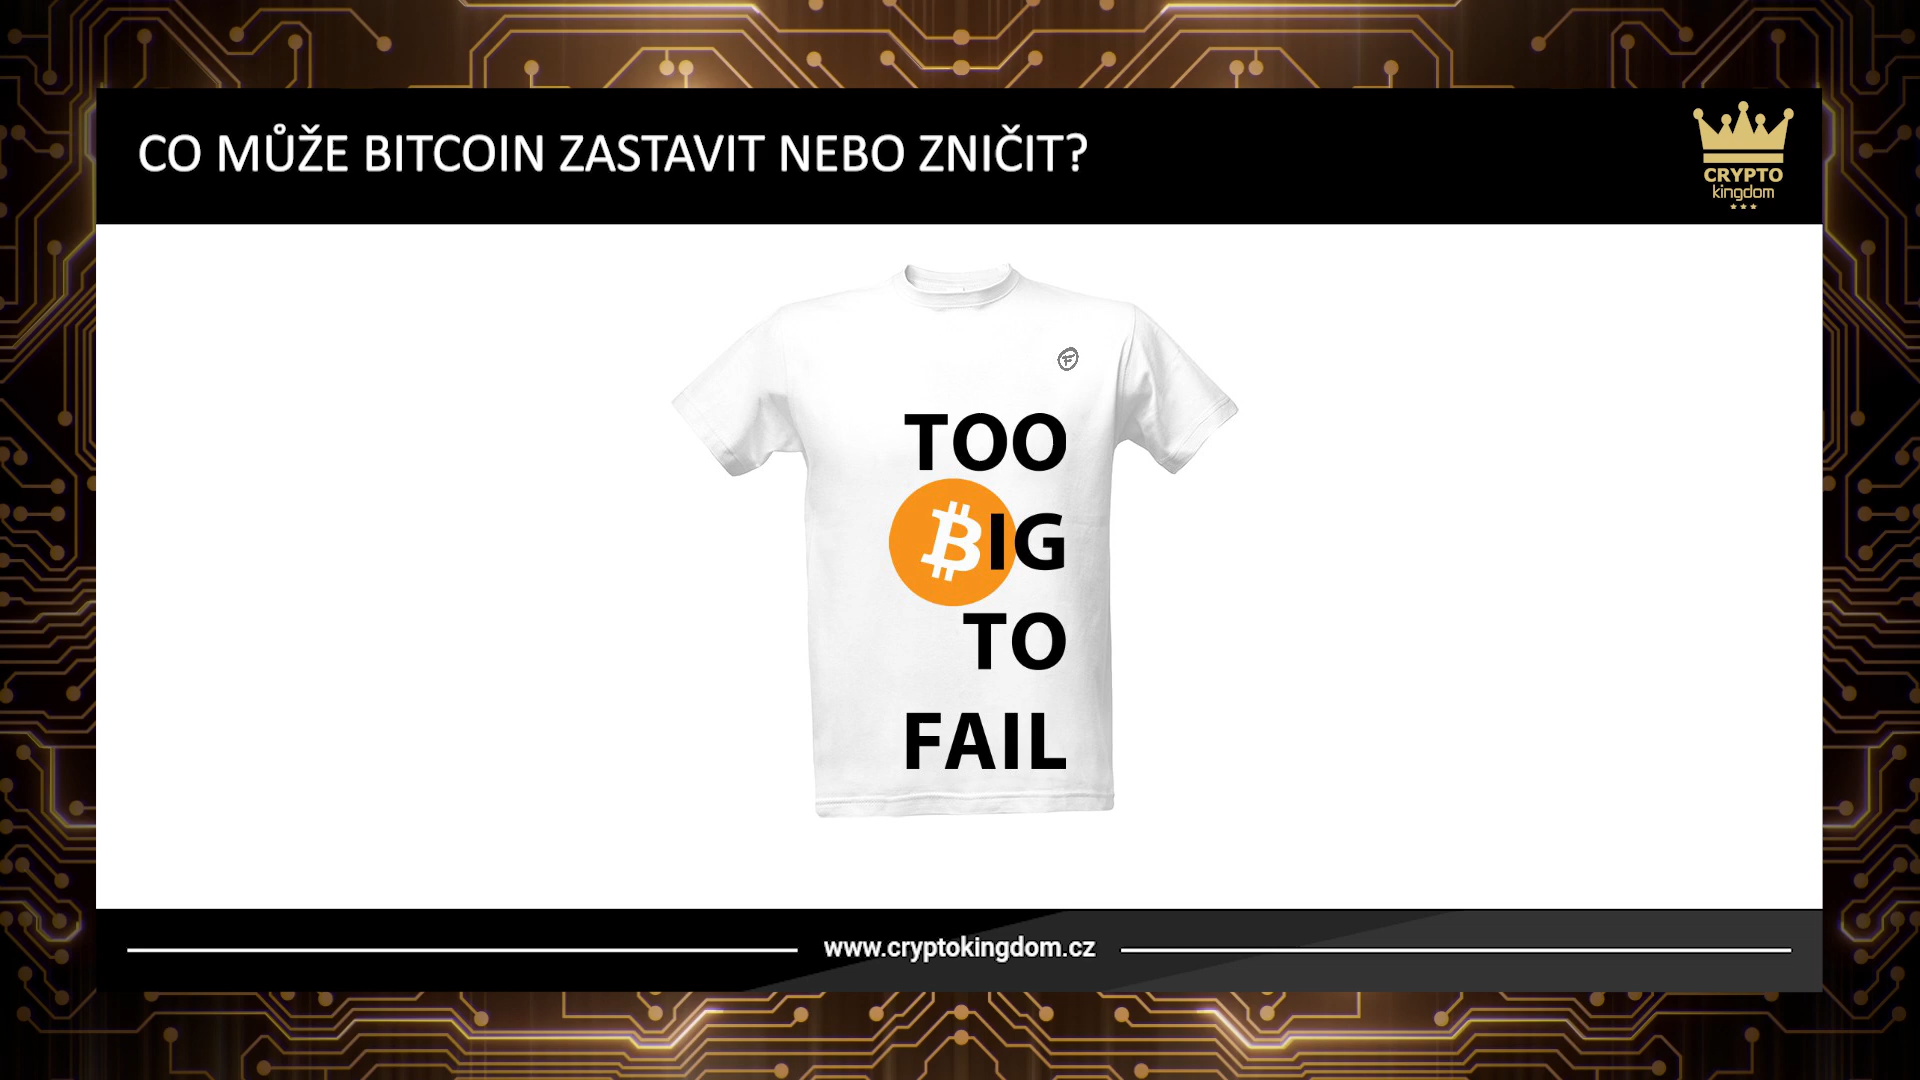 CO MŮŽE BITCOIN ZASTAVIT NEBO ZNIČIT?
CRYPTO
kingdom
F
TOO
BIG
TO
FAIL
www.cryptokingdom.cz